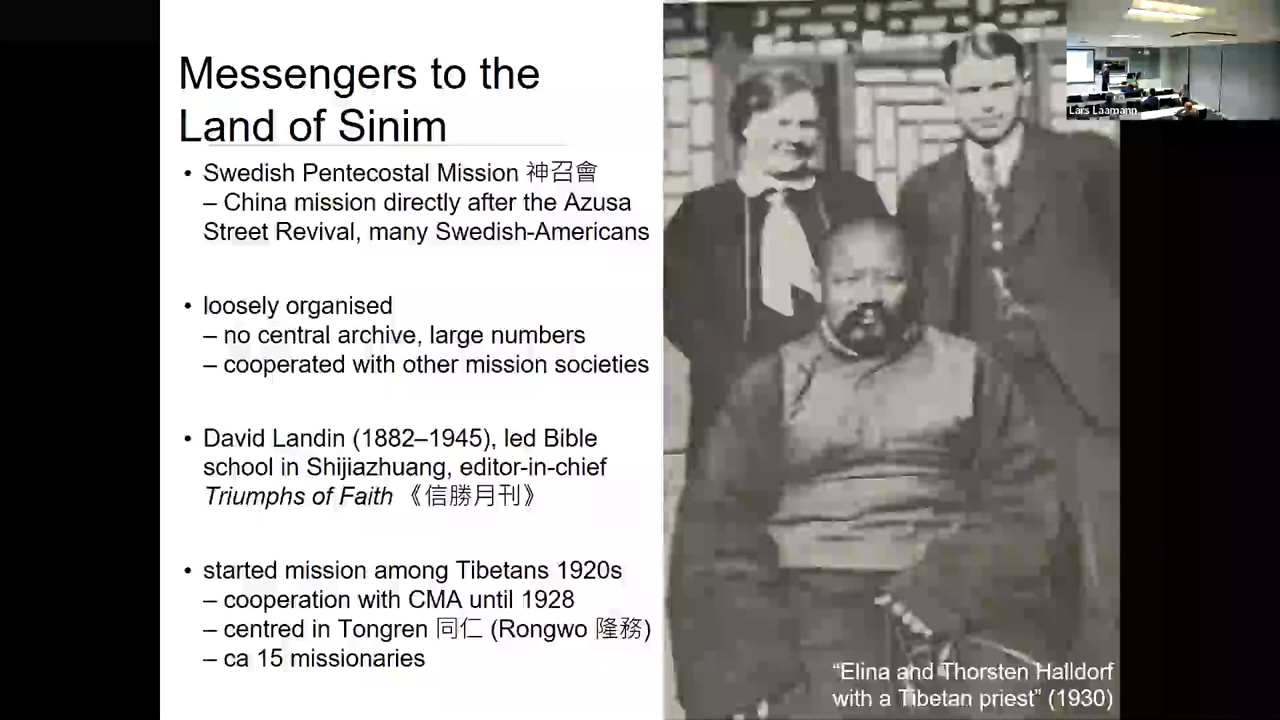 Messengers to the
Land of Sinim
• Swedish Pentecostal Mission 神召會
– China mission directly after the Azusa
Street Revival, many Swedish-Americans
• loosely organised
– no central archive, large numbers
– cooperated with other mission societies
• David Landin (1882–1945), led Bible
school in Shijiazhuang, editor-in-chief
Triumphs of Faith 《信勝月刊》
• started mission among Tibetans 1920s
– cooperation with CMA until 1928
– centred in Tongren 同仁 (Rongwo 隆務)
– ca 15 missionaries
“Elina and Thorsten Halldorf
with a Tibetan priest” (1930)
Lars Laamann